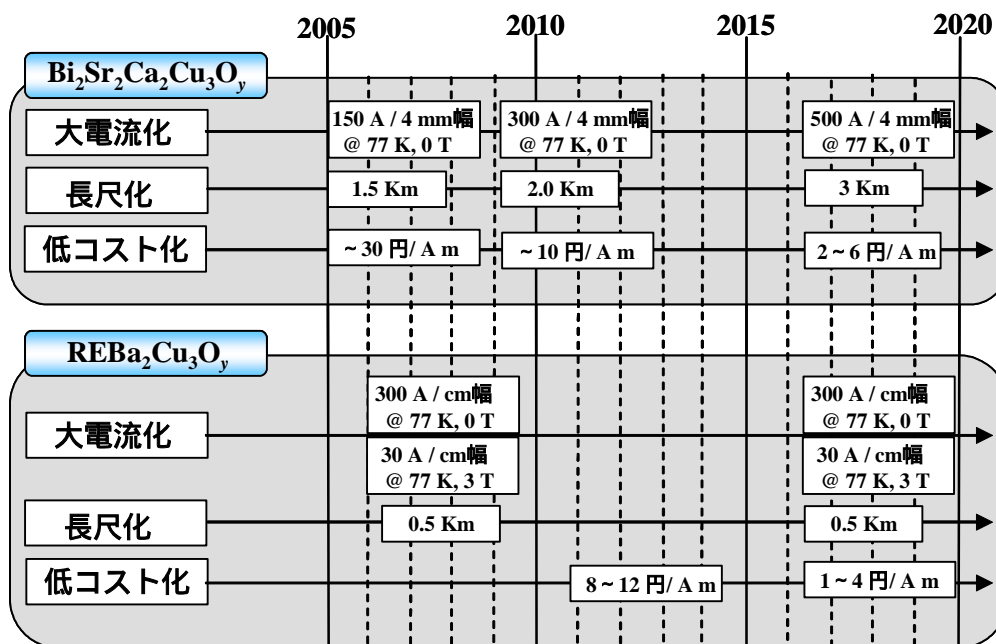 2005 2010 2015 2020
Bi₂Sr₂Ca₂Cu₃Oy
大電流化
150 A / 4 mm幅
@ 77 K, 0 T
300 A / 4 mm幅
@ 77 K, 0 T
500 A / 4 mm幅
@ 77 K, 0 T
長尺化
1.5 Km
2.0 Km
3 Km
低コスト化
~30 円/ A m
~10 円/ A m
2~6 円/ A m
REBa₂Cu₃Oy
大電流化
300 A / cm幅
@ 77 K, 0 T
30 A / cm幅
@ 77 K, 3 T
300 A / cm幅
@ 77 K, 0 T
30 A / cm幅
@ 77 K, 3 T
長尺化
0.5 Km
0.5 Km
低コスト化
8~12 円/ A m
1~4 円/ A m